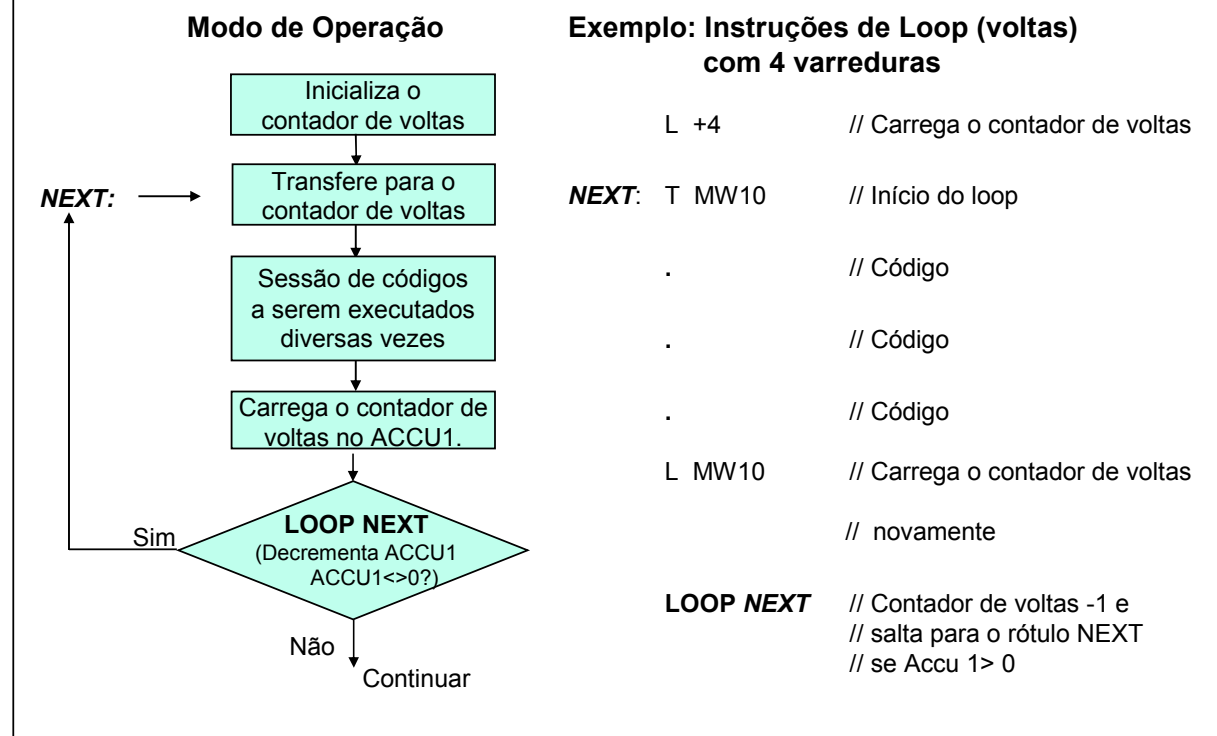 Modo de Operação
Inicializa o
contador de voltas
NEXT:
Transfere para o
contador de voltas
Sessão de códigos
a serem executados
diversas vezes
Carrega o contador de
voltas no ACCU1.
LOOP NEXT
(Decrementa ACCU1
ACCU1<>0?)
Sim
Não
Continuar
Exemplo: Instruções de Loop (voltas)
com 4 varreduras
L +4 // Carrega o contador de voltas
NEXT: T MW10 // Início do loop
. // Código
. // Código
. // Código
L MW10 // Carrega o contador de voltas
// novamente
LOOP NEXT // Contador de voltas -1 e
// salta para o rótulo NEXT
// se Accu 1> 0